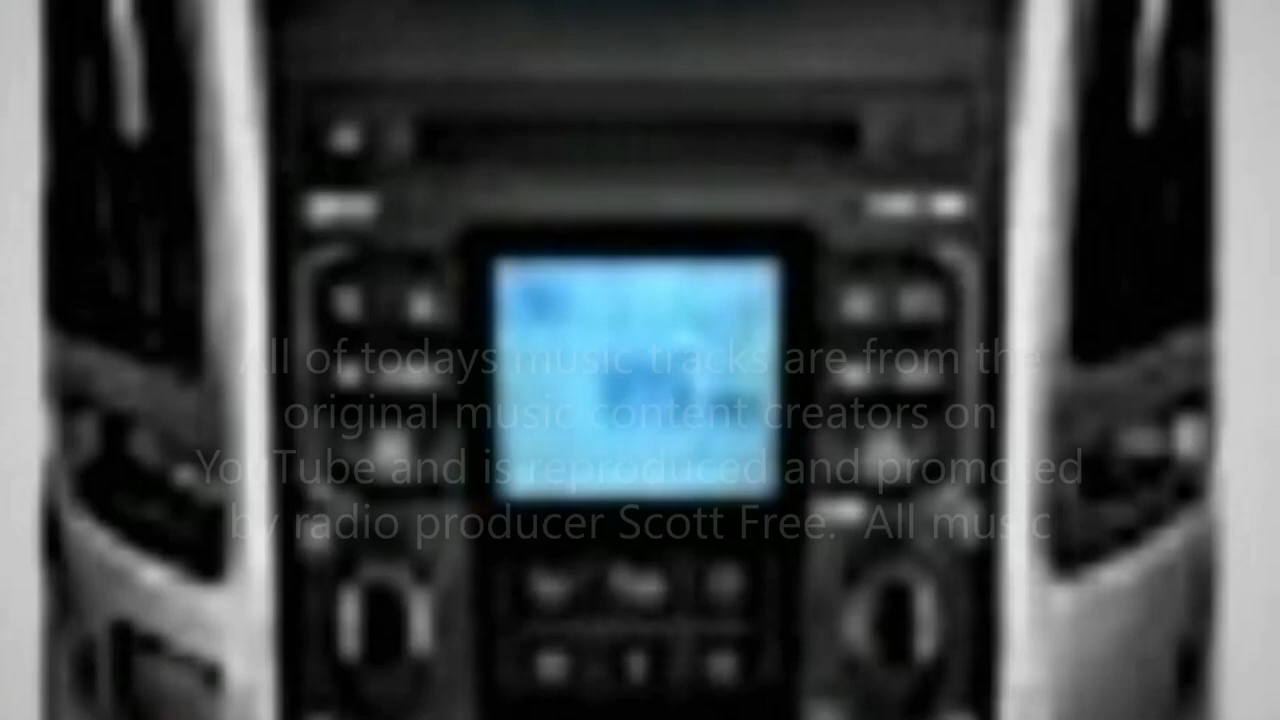 All of todays music tracks are from the
original music content creators on
YouTube and is reproduced and promoted
by radio producer Scott Free.  All music